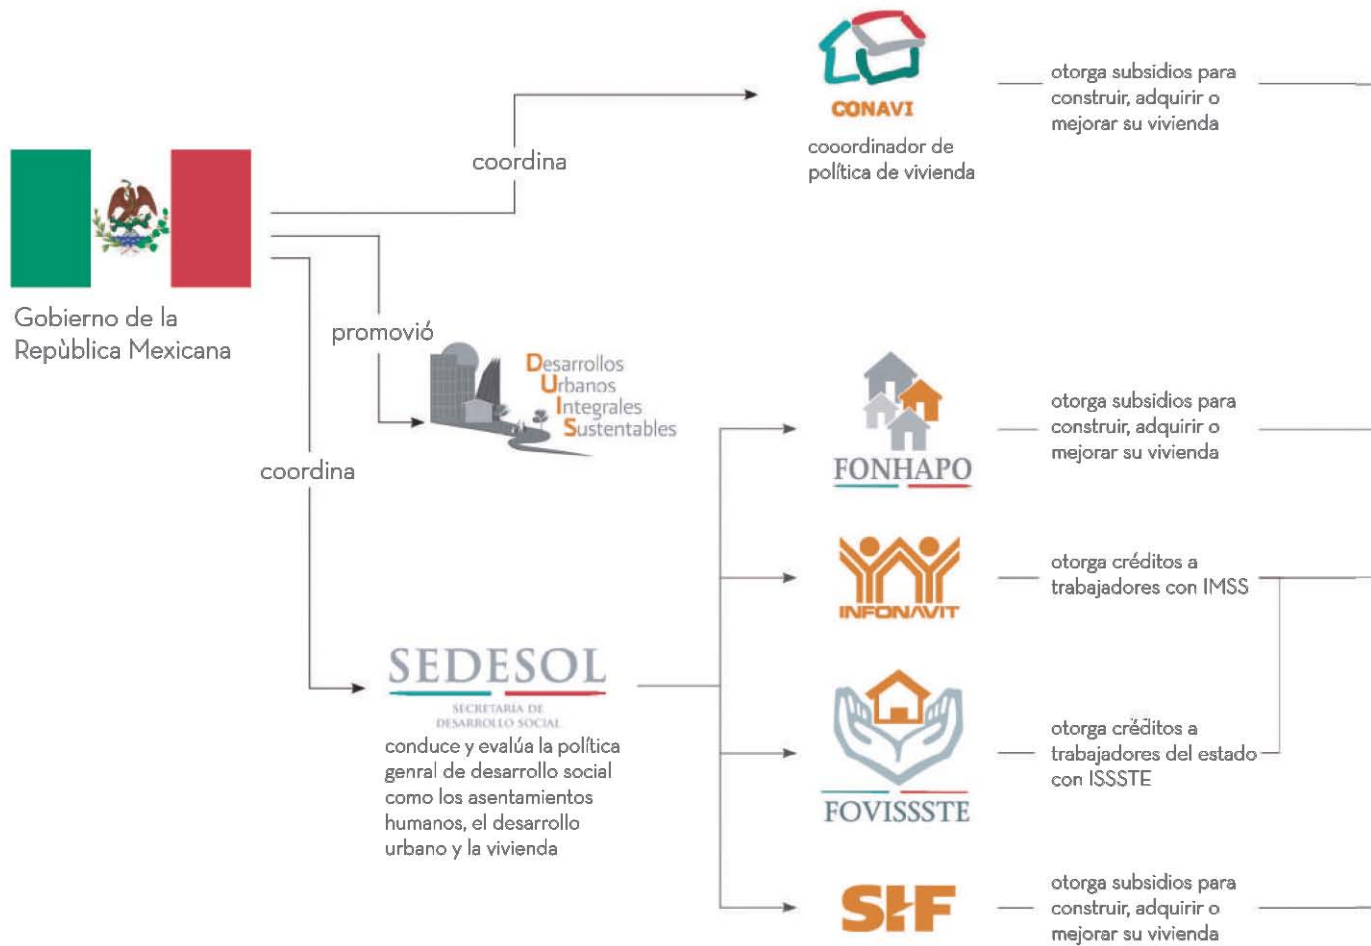 CONAVI
cooordinador de
política de vivienda
otorga subsidios para
construir, adquirir o
mejorar su vivienda
coordina
Gobierno de la
Repùblica Mexicana
promovió
Desarrollos
Urbanos
Integrales
Sustentables
coordina
FONHAPO
otorga subsidios para
construir, adquirir o
mejorar su vivienda
INFONAVIT
otorga créditos a
trabajadores con IMSS
SEDESOL
SECRETARÍA DE
DESARROLLO SOCIAL
conduce y evalúa la política
genral de desarrollo social
como los asentamientos
humanos, el desarrollo
urbano y la vivienda
FOVISSSTE
otorga créditos a
trabajadores del estado
con ISSSTE
SHF
otorga subsidios para
construir, adquirir o
mejorar su vivienda